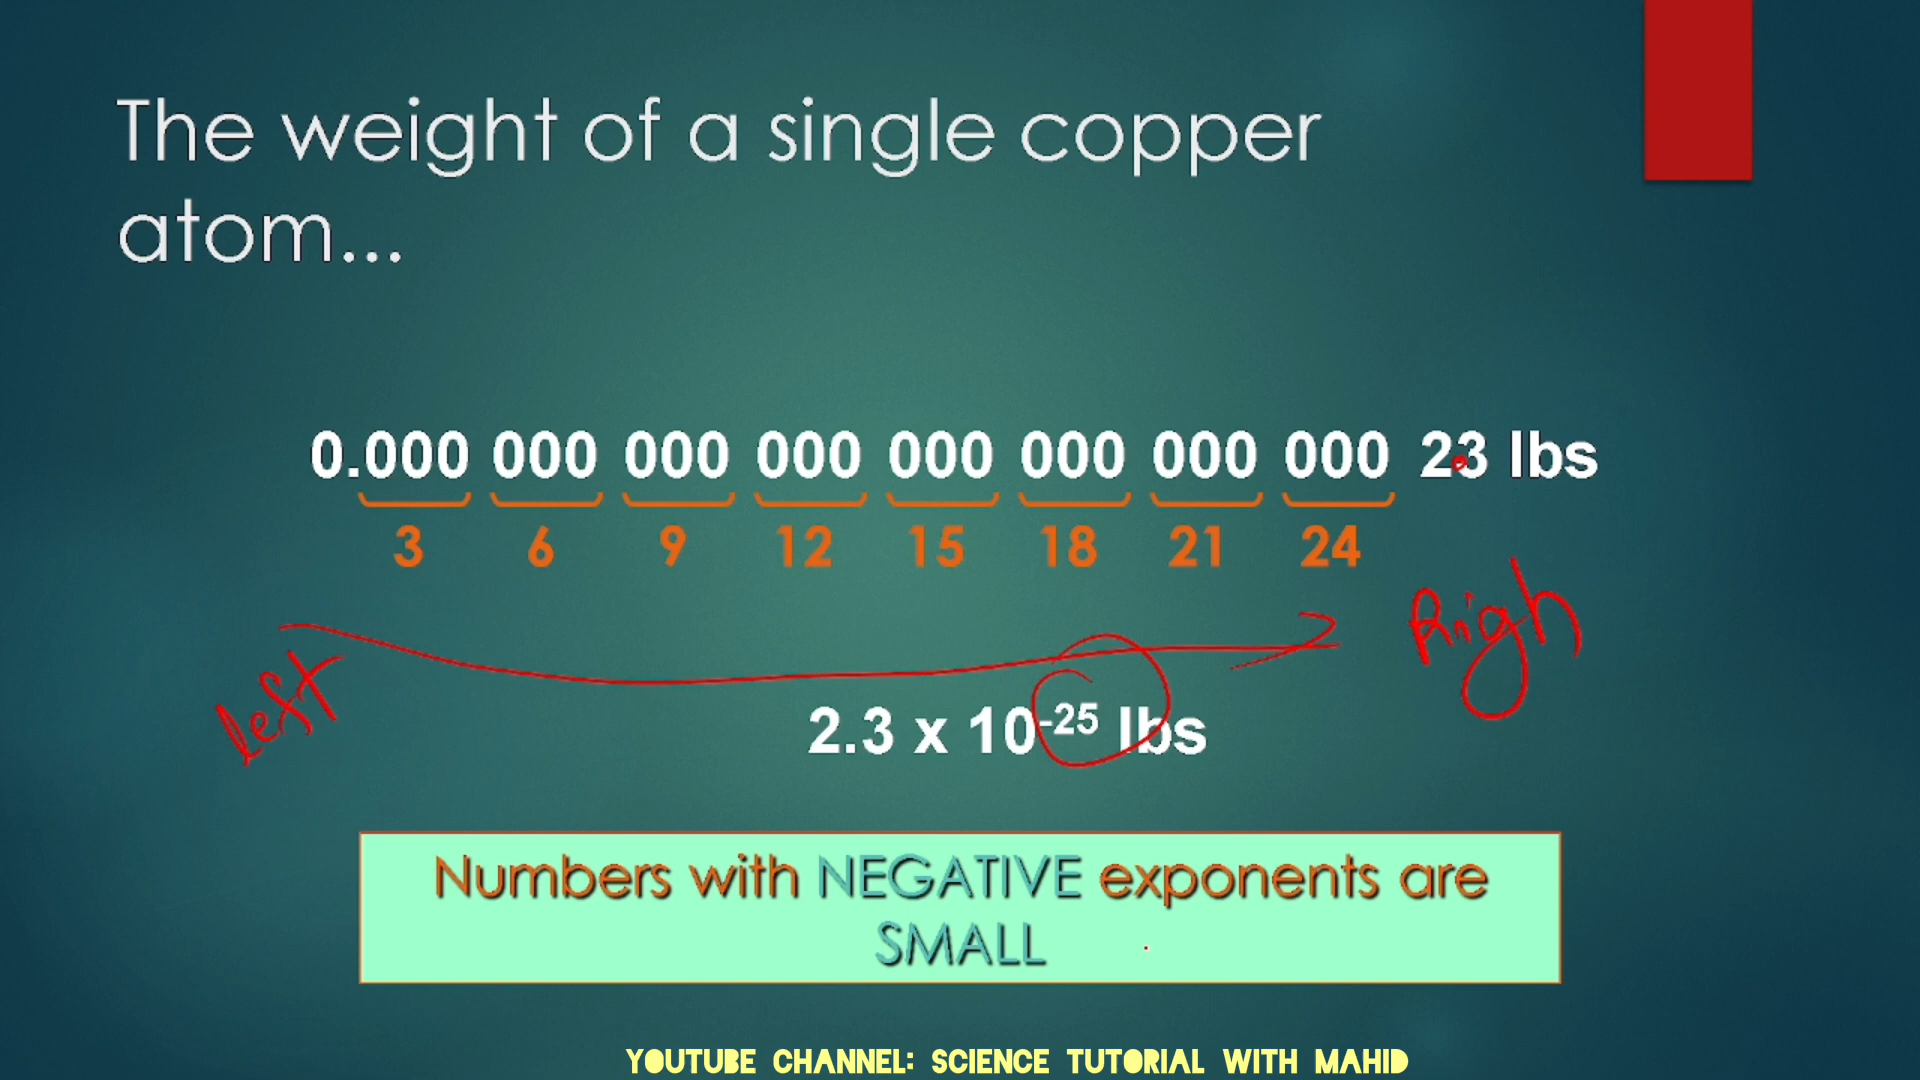 The weight of a single copper
atom...
0.000 000 000 000 000 000 000 000 23 lbs
3 6 9 12 15 18 21 24
left
Righ
2.3 x 10⁻²⁵ lbs
Numbers with NEGATIVE exponents are
SMALL
YOUTUBE CHANNEL: SCIENCE TUTORIAL WITH MAHID